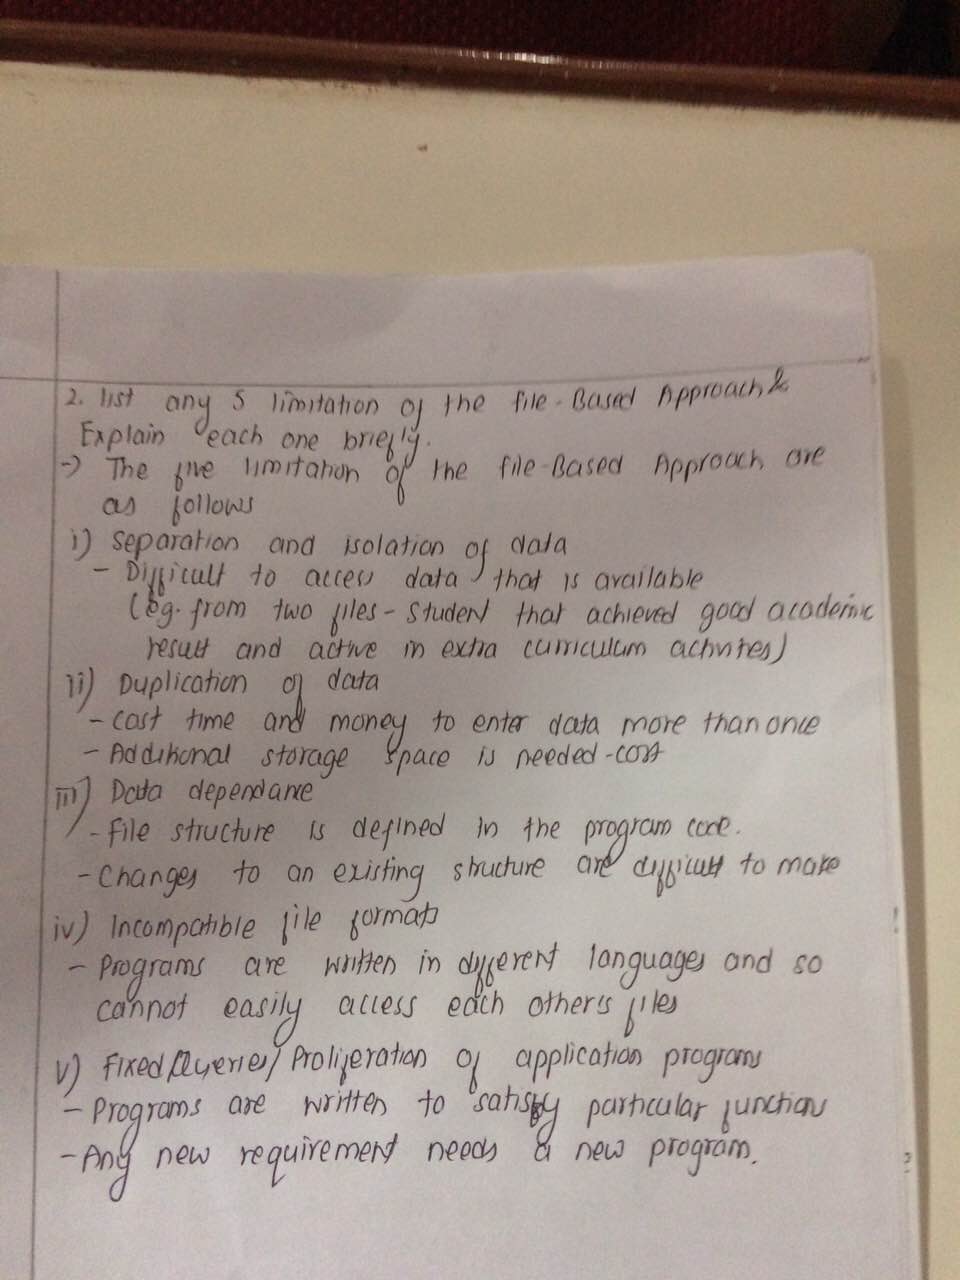 2. list any 5 limitation of the file-Based Approach &
Explain each one briefly.
-> The five limitation of the file-Based Approach are
as follows
i) Separation and isolation of data
- Difficult to access data that is available
(eg. from two files - student that achieved good academic
result and active in extra curriculum activites)
ii) Duplication of data
- cost time and money to enter data more than once
- Additional storage space is needed - cost
iii) Data dependance
- File structure is defined in the program code.
- Changes to an existing structure are difficult to make
iv) Incompatible file formats
- Programs are written in different languages and so
cannot easily access each other's files
v) Fixed Queries/Proliferation of application programs
- Programs are written to satisfy particular functions
- Any new requirement needs a new program.